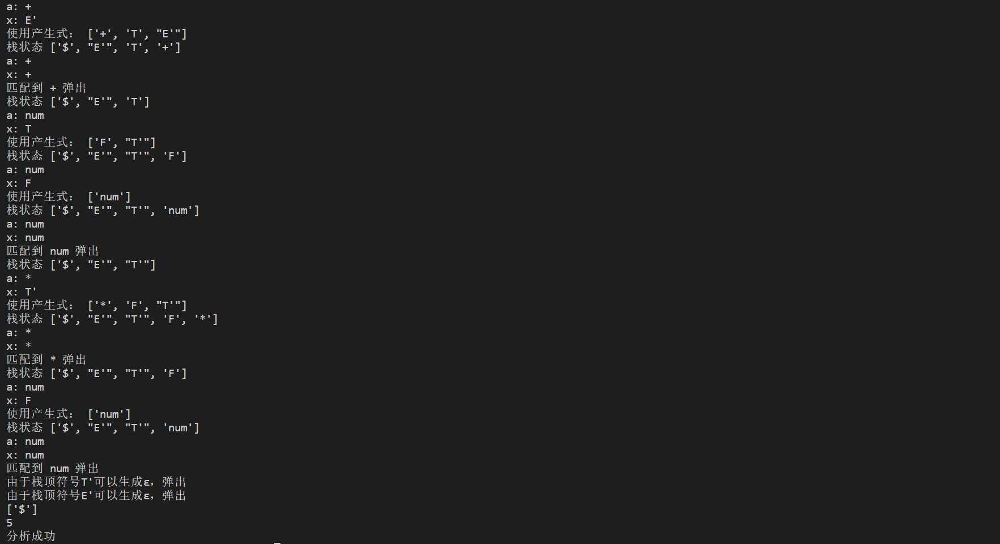 a: +
x: E'
使用产生式： ['+', 'T', "E'"]
栈状态 ['$', "E'", 'T', '+']
a: +
x: +
匹配到 + 弹出
栈状态 ['$', "E'", 'T']
a: num
x: T
使用产生式： ['F', "T'"]
栈状态 ['$', "E'", "T'", 'F']
a: num
x: F
使用产生式： ['num']
栈状态 ['$', "E'", "T'", 'num']
a: num
x: num
匹配到 num 弹出
栈状态 ['$', "E'", "T'"]
a: *
x: T'
使用产生式： ['*', 'F', "T'"]
栈状态 ['$', "E'", "T'", 'F', '*']
a: *
x: *
匹配到 * 弹出
栈状态 ['$', "E'", "T'", 'F']
a: num
x: F
使用产生式： ['num']
栈状态 ['$', "E'", "T'", 'num']
a: num
x: num
匹配到 num 弹出
由于栈顶符号T'可以生成ε，弹出
由于栈顶符号E'可以生成ε，弹出
['$']
5
分析成功